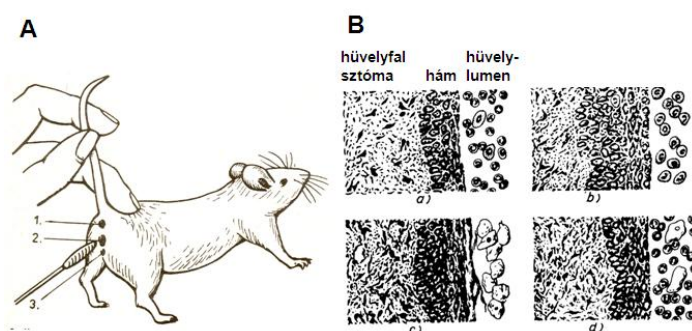 A
B
hüvelyfal sztóma
hám
hüvely-lumen
1.
2.
3.
a)
b)
c)
d)